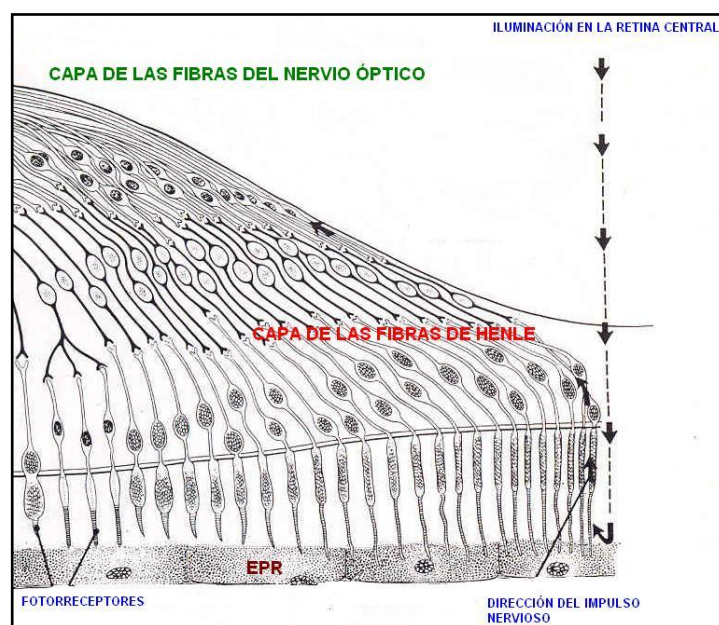 ILUMINACIÓN EN LA RETINA CENTRAL
CAPA DE LAS FIBRAS DEL NERVIO ÓPTICO
CAPA DE LAS FIBRAS DE HENLE
EPR
FOTORRECEPTORES
DIRECCIÓN DEL IMPULSO
NERVIOSO